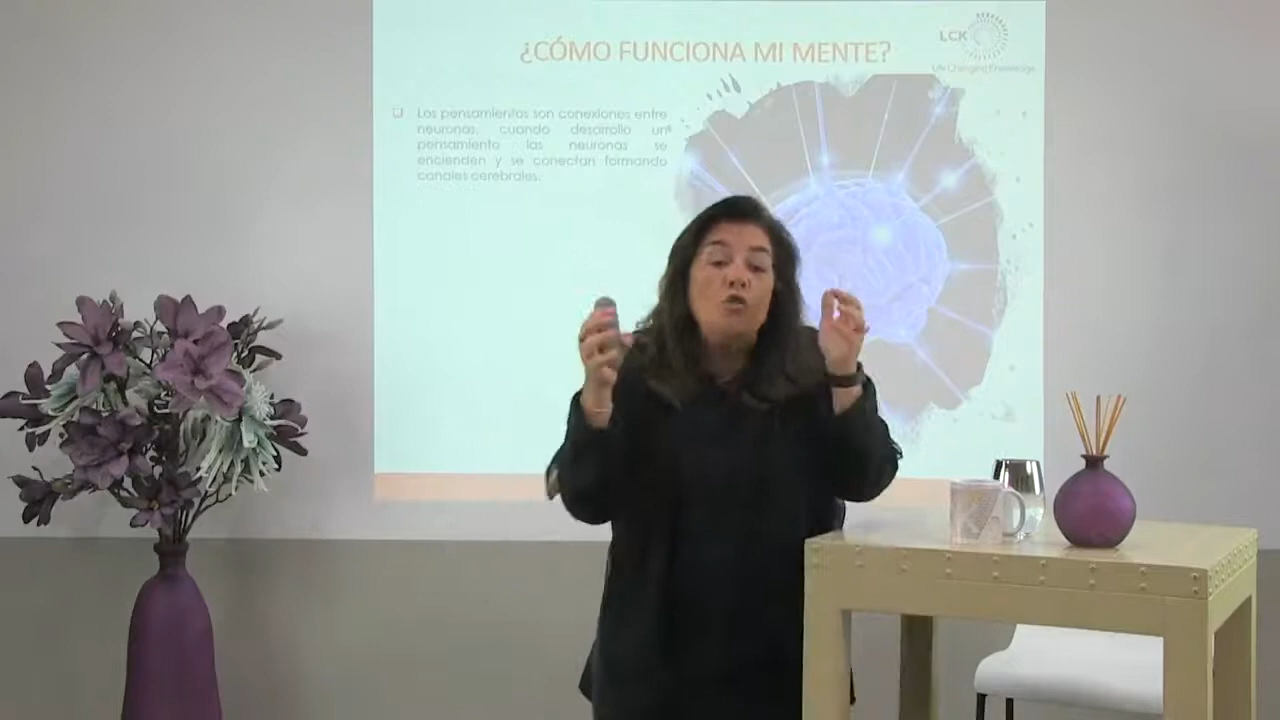 ¿CÓMO FUNCIONA MI MENTE?
LCK
Life Changing Knowledge
❑ Los pensamientos son conexiones entre
neuronas, cuando desarrollo un
pensamiento las neuronas se
encienden y se conectan formando
canales cerebrales.